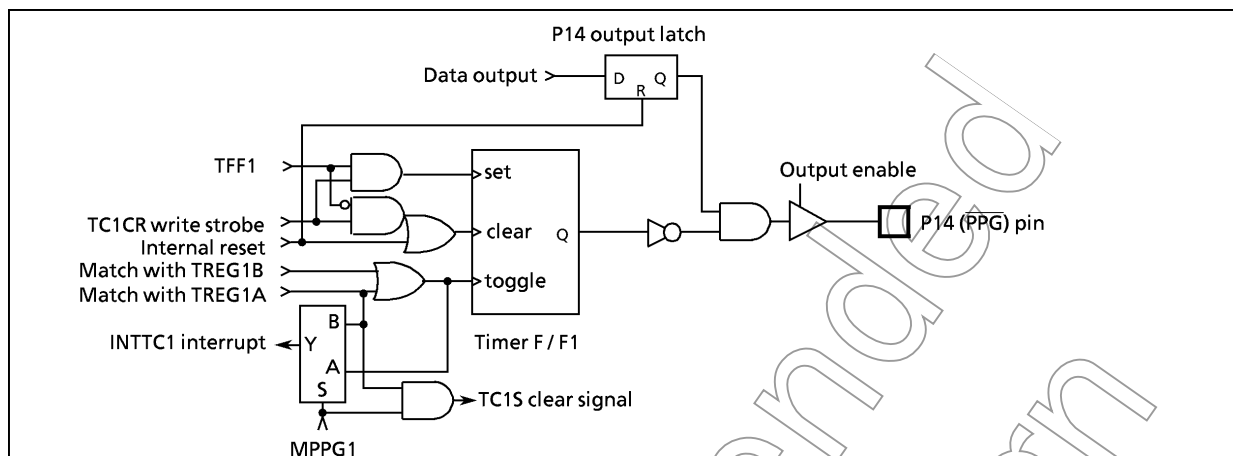 P14 output latch
Data output
D
Q
R
TFF1
set
Output enable
TC1CR write strobe
Internal reset
clear
Q
P14 (PPG) pin
Match with TREG1B
Match with TREG1A
toggle
B
INTTC1 interrupt
Y
Timer F / F1
A
S
TC1S clear signal
MPPG1